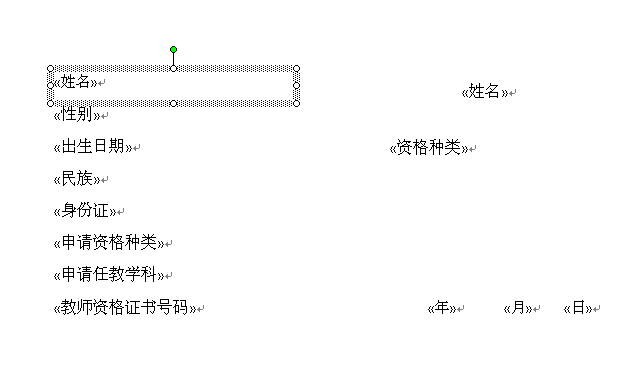 «姓名»
«姓名»
«性别»
«出生日期»
«资格种类»
«民族»
«身份证»
«申请资格种类»
«申请任教学科»
«教师资格证书号码» «年» «月» «日»